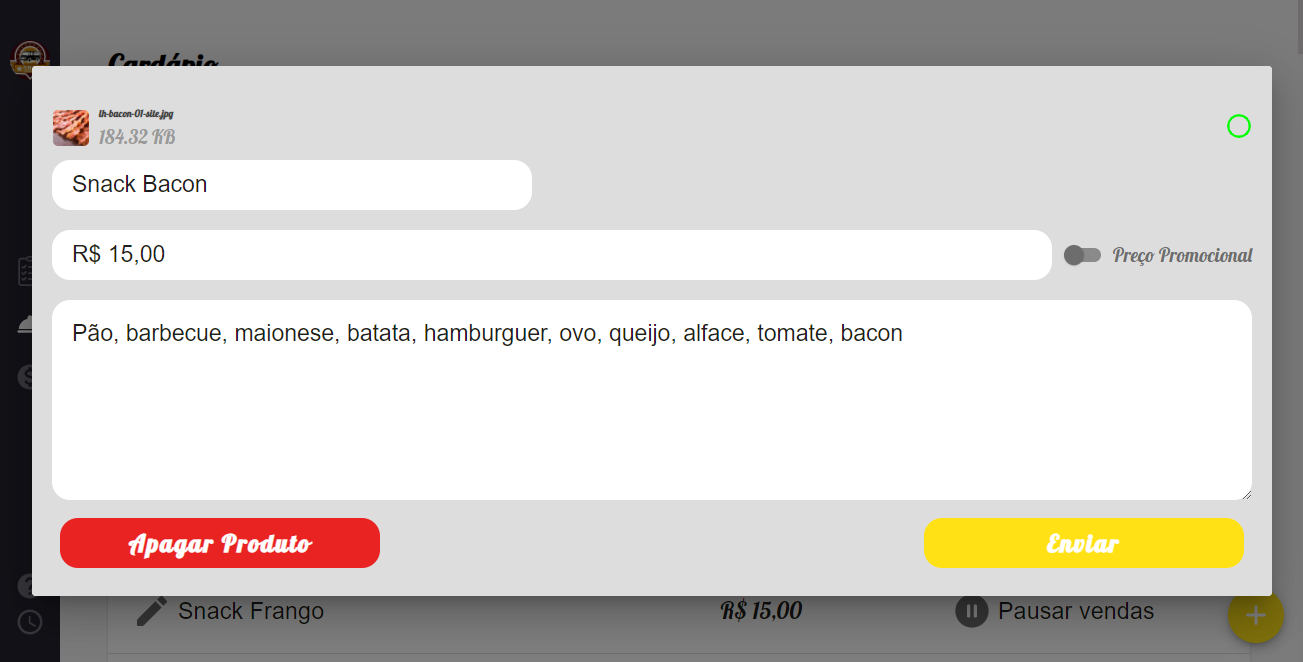 Cardápio
lh-bacon-01-site.jpg
184.32 KB
Snack Bacon
R$ 15,00
Preço Promocional
Pão, barbecue, maionese, batata, hamburguer, ovo, queijo, alface, tomate, bacon
Apagar Produto
Enviar
Snack Frango
R$ 15,00
Pausar vendas